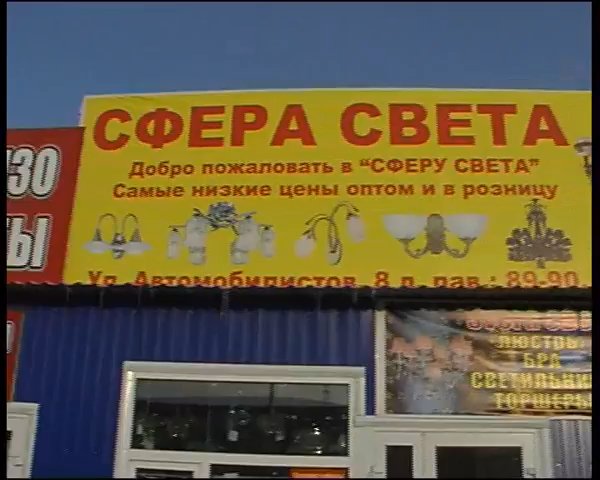 СФЕРА СВЕТА
Добро пожаловать в "СФЕРУ СВЕТА"
Самые низкие цены оптом и в розницу
Ул. Автомобилистов, 8 д, пав.: 89-90
ЛЮСТРЫ
БРА
СВЕТИЛЬНИ
ТОРШЕРЫ